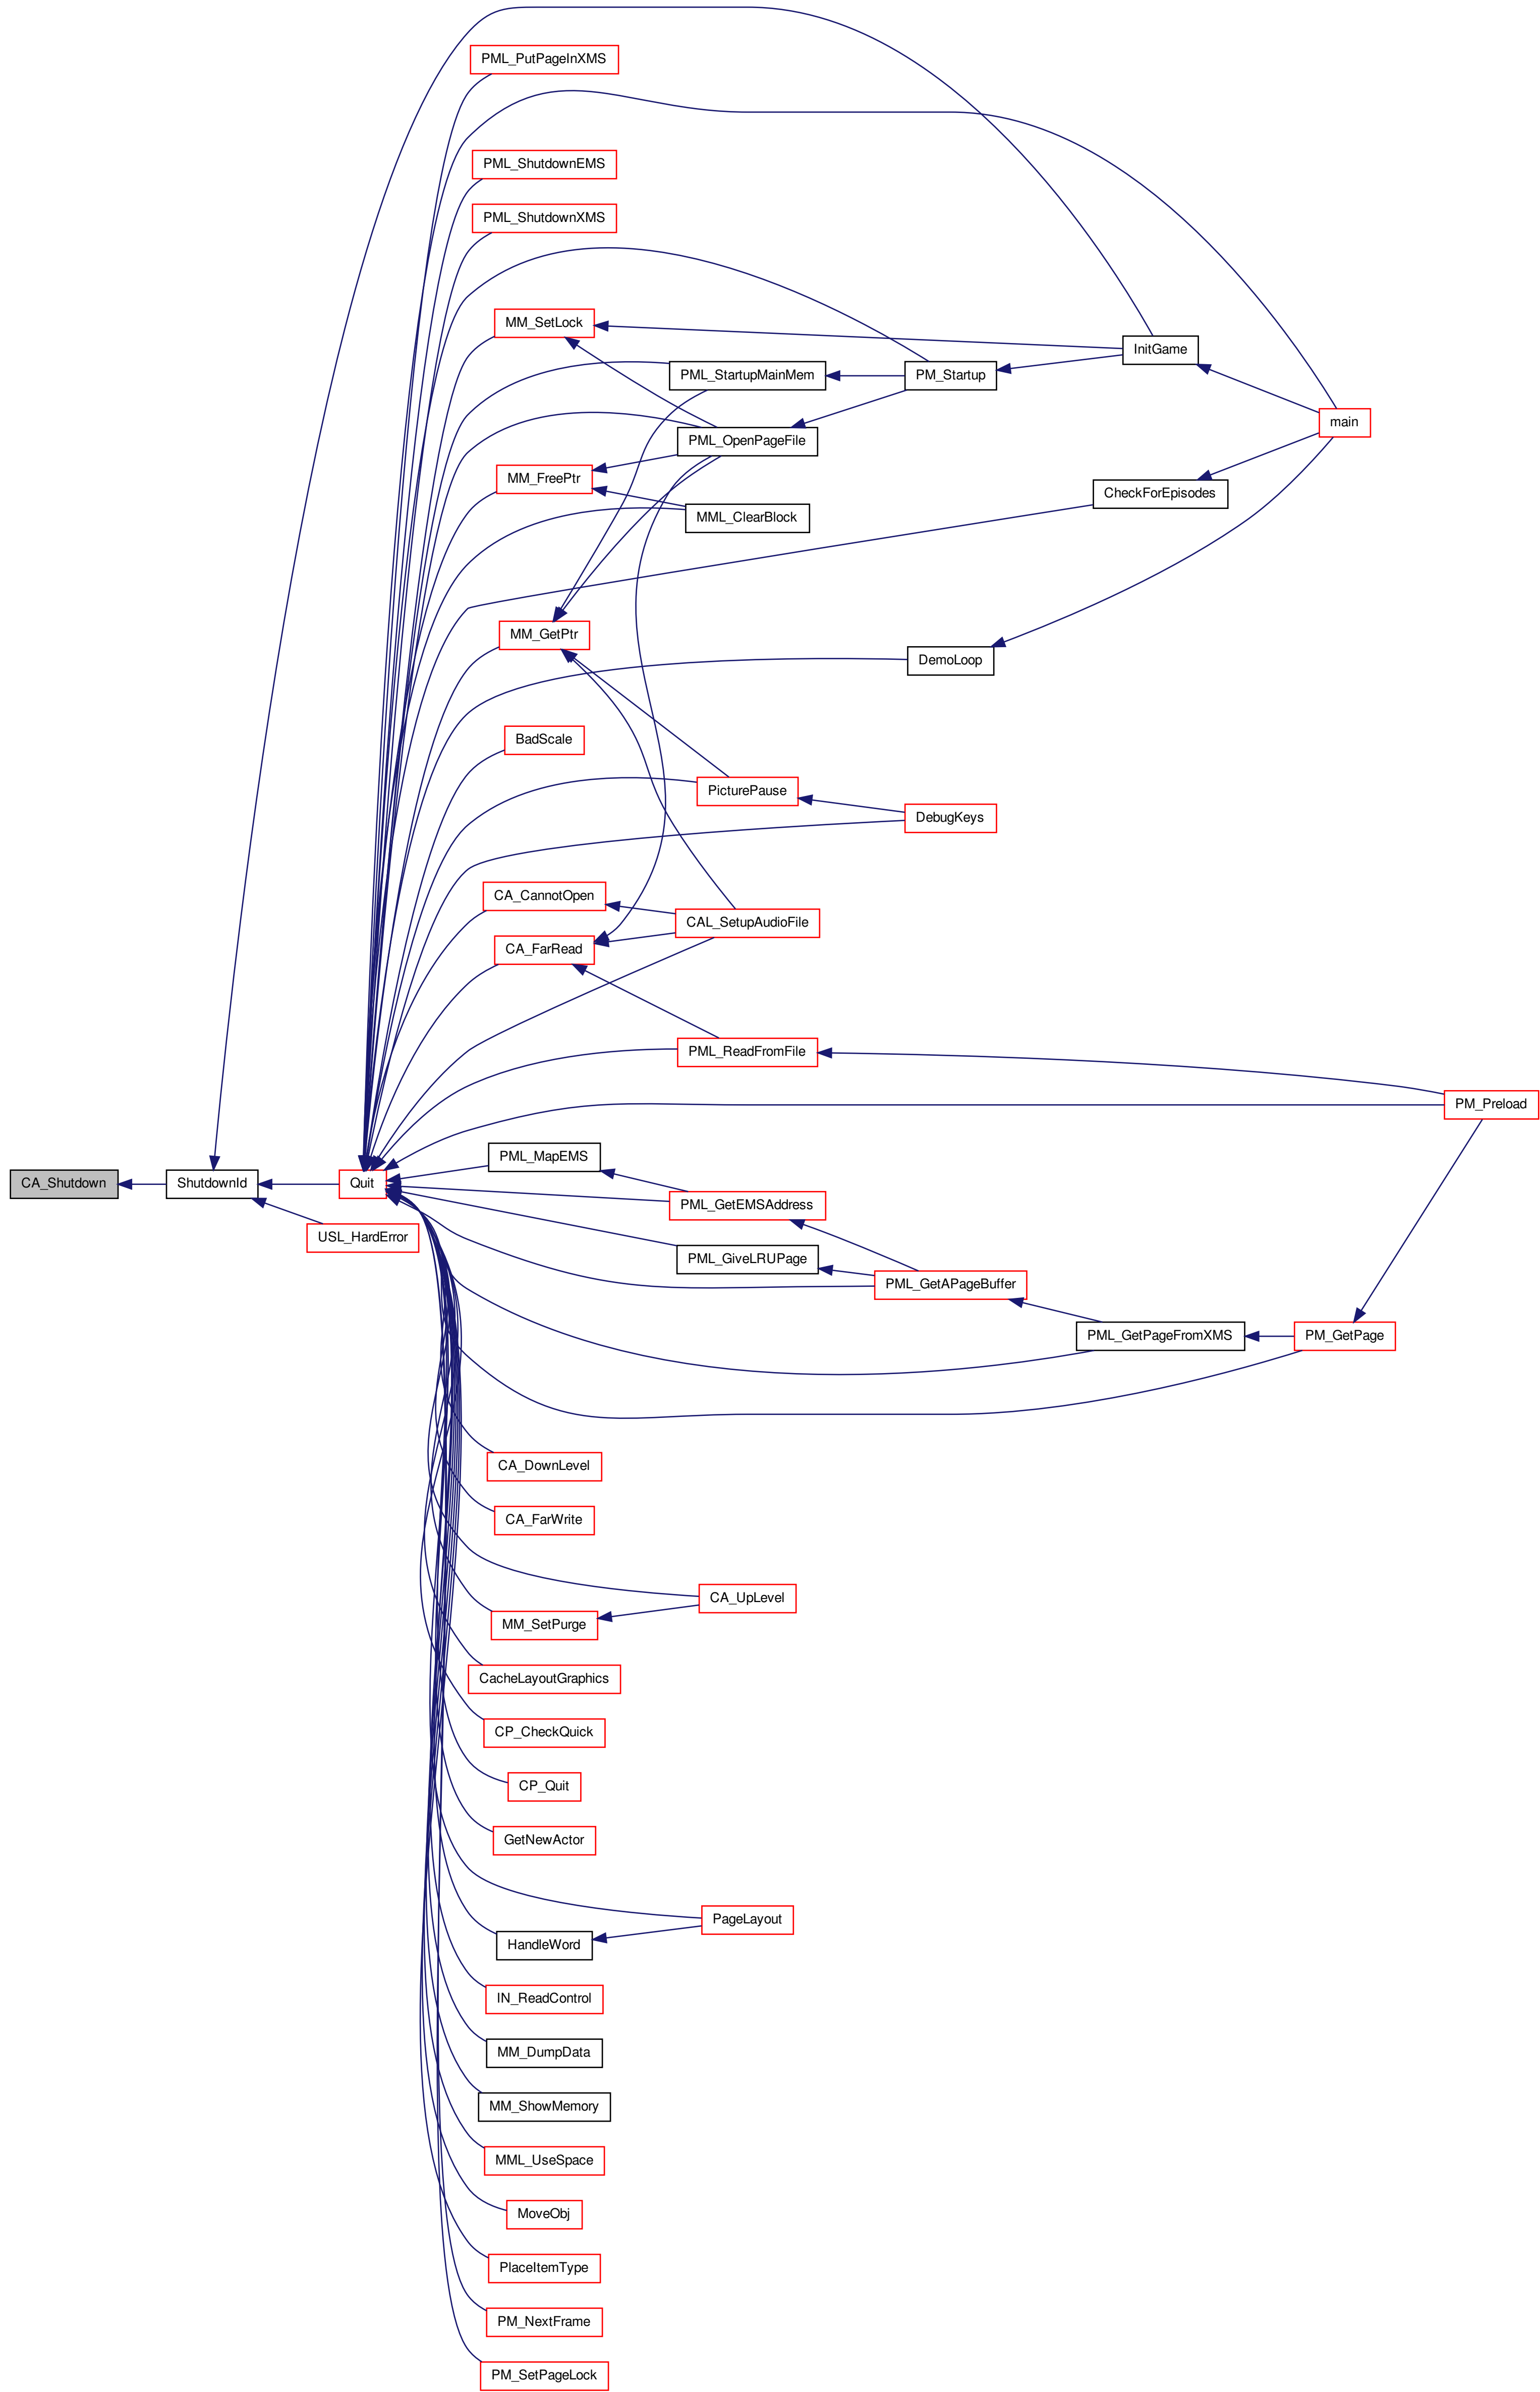 PML_PutPageInXMS
PML_ShutdownEMS
PML_ShutdownXMS
MM_SetLock
InitGame
PML_StartupMainMem
PM_Startup
main
PML_OpenPageFile
MM_FreePtr
CheckForEpisodes
MML_ClearBlock
MM_GetPtr
DemoLoop
BadScale
PicturePause
DebugKeys
CA_CannotOpen
CAL_SetupAudioFile
CA_FarRead
PML_ReadFromFile
PM_Preload
PML_MapEMS
CA_Shutdown
ShutdownId
Quit
PML_GetEMSAddress
USL_HardError
PML_GiveLRUPage
PML_GetAPageBuffer
PML_GetPageFromXMS
PM_GetPage
CA_DownLevel
CA_FarWrite
CA_UpLevel
MM_SetPurge
CacheLayoutGraphics
CP_CheckQuick
CP_Quit
GetNewActor
PageLayout
HandleWord
IN_ReadControl
MM_DumpData
MM_ShowMemory
MML_UseSpace
MoveObj
PlaceItemType
PM_NextFrame
PM_SetPageLock